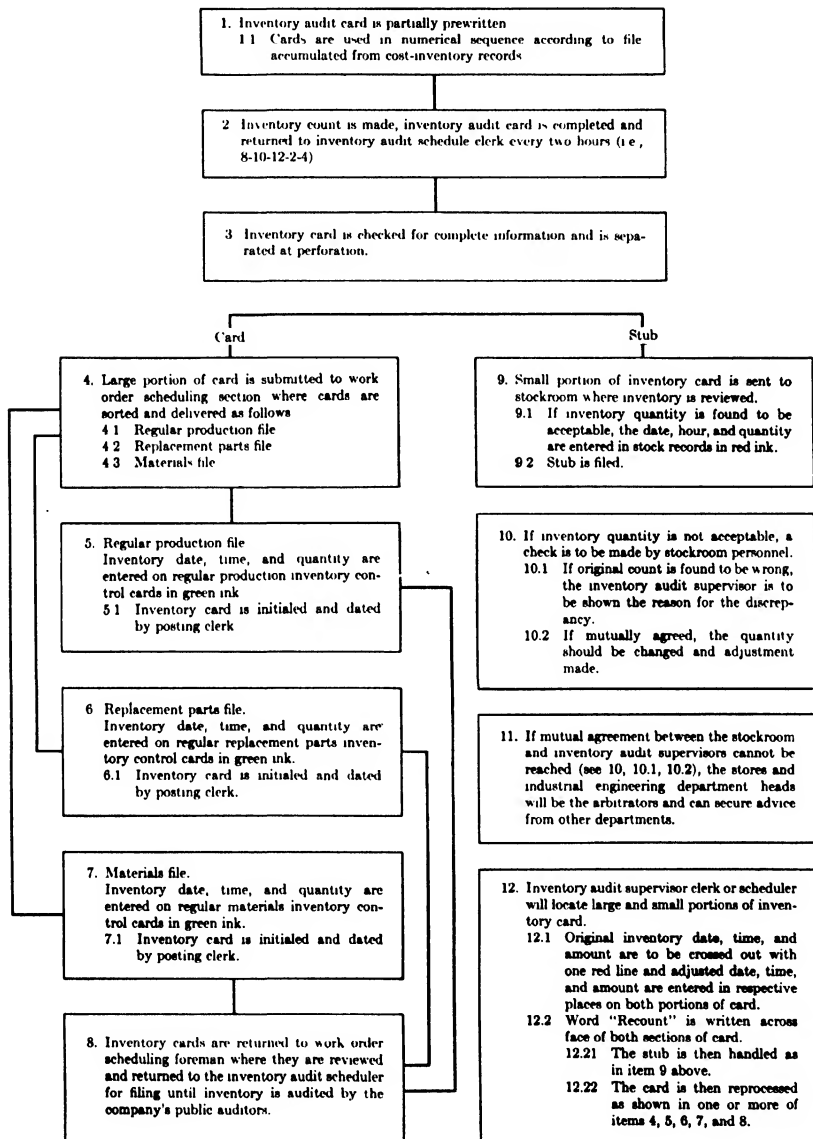 1. Inventory audit card is partially prewritten
1 1 Cards are used in numerical sequence according to file
accumulated from cost-inventory records
2 Inventory count is made, inventory audit card is completed and
returned to inventory audit schedule clerk every two hours (i e ,
8-10-12-2-4)
3 Inventory card is checked for complete information and is sepa-
rated at perforation.
Card
4. Large portion of card is submitted to work
order scheduling section where cards are
sorted and delivered as follows
4 1 Regular production file
4 2 Replacement parts file
4 3 Materials file
5. Regular production file
Inventory date, time, and quantity are
entered on regular production inventory con-
trol cards in green ink
5 1 Inventory card is initialed and dated
by posting clerk
6 Replacement parts file.
Inventory date, time, and quantity are
entered on regular replacement parts inven-
tory control cards in green ink.
6.1 Inventory card is initialed and dated
by posting clerk.
7. Materials file.
Inventory date, time, and quantity are
entered on regular materials inventory con-
trol cards in green ink.
7.1 Inventory card is initialed and dated
by posting clerk.
8. Inventory cards are returned to work order
scheduling foreman where they are reviewed
and returned to the inventory audit scheduler
for filing until inventory is audited by the
company's public auditors.
Stub
9. Small portion of inventory card is sent to
stockroom where inventory is reviewed.
9.1 If inventory quantity is found to be
acceptable, the date, hour, and quantity
are entered in stock records in red ink.
9 2 Stub is filed.
10. If inventory quantity is not acceptable, a
check is to be made by stockroom personnel.
10.1 If original count is found to be wrong,
the inventory audit supervisor is to
be shown the reason for the discrep-
ancy.
10.2 If mutually agreed, the quantity
should be changed and adjustment
made.
11. If mutual agreement between the stockroom
and inventory audit supervisors cannot be
reached (see 10, 10.1, 10.2), the stores and
industrial engineering department heads
will be the arbitrators and can secure advice
from other departments.
12. Inventory audit supervisor clerk or scheduler
will locate large and small portions of inven-
tory card.
12.1 Original inventory date, time, and
amount are to be crossed out with
one red line and adjusted date, time,
and amount are entered in respective
places on both portions of card.
12.2 Word "Recount" is written across
face of both sections of card.
12.21 The stub is then handled as
in item 9 above.
12.22 The card is then reprocessed
as shown in one or more of
items 4, 5, 6, 7, and 8.